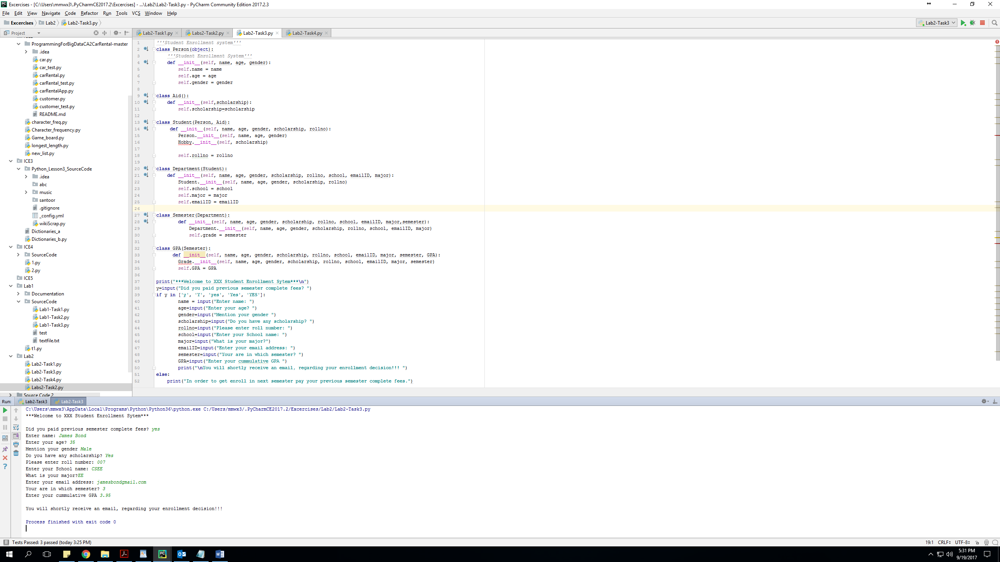 Excercises - [C:\Users\mmwx3\.PyCharmCE2017.2\Excercises] - ...\Lab2\Lab2-Task3.py - PyCharm Community Edition 2017.2.3
File Edit View Navigate Code Refactor Run Tools VCS Window Help
Excercises Lab2 Lab2-Task3.py
Lab2-Task3
Project
Lab2-Task1.py Labs2-Task2.py Lab2-Task3.py Lab2-Task4.py
ProgrammingForBigDataCA2CarRental-master
.idea
car.py
car_test.py
carRental.py
carRental_test.py
carRentalApp.py
customer.py
customer_test.py
README.md
character_freq.py
Character_frequency.py
Game_board.py
longest_length.py
new_list.py
ICE3
Python_Lesson3_SourceCode
.idea
abc
music
santoor
.gitignore
_config.yml
wikiScrap.py
Dictionaries_a
Dictionaries_b.py
ICE4
SourceCode
1.py
2.py
ICE5
Lab1
Documentation
SourceCode
Lab1-Task1.py
Lab1-Task2.py
Lab1-Task3.py
test
textfile.txt
t1.py
Lab2
Lab2-Task1.py
Lab2-Task3.py
Lab2-Task4.py
Labs2-Task2.py
Source Code 2
1 '''Student Enrollment system'''
2 class Person(object):
3     '''Student Enrollment System'''
4     def __init__(self, name, age, gender):
5         self.name = name
6         self.age = age
7         self.gender = gender
8
9 class Aid():
10     def __init__(self,scholarship):
11         self.scholarship=scholarship
12
13 class Student(Person, Aid):
14      def __init__(self, name, age, gender, scholarship, rollno):
15         Person.__init__(self, name, age, gender)
16         Hobby.__init__(self, scholarship)
17
18         self.rollno = rollno
19
20 class Department(Student):
21     def __init__(self, name, age, gender, scholarship, rollno, school, emailID, major):
22         Student.__init__(self, name, age, gender, scholarship, rollno)
23         self.school = school
24         self.major = major
25         self.emailID = emailID
26
27 class Semester(Department):
28         def __init__(self, name, age, gender, scholarship, rollno, school, emailID, major,semester):
29             Department.__init__(self, name, age, gender, scholarship, rollno, school, emailID, major)
30             self.grade = semester
31
32 class GPA(Semester):
33       def __init__(self, name, age, gender, scholarship, rollno, school, emailID, major, semester, GPA):
34         Grade.__init__(self, name, age, gender, scholarship, rollno, school, emailID, major, semester)
35         self.GPA = GPA
36
37 print("***Welcome to XXX Student Enrollment Sytem***\n")
38 y=input("Did you paid previous semester complete fees? ")
39 if y in ['y', 'Y', 'yes', 'Yes', 'YES']:
40         name = input("Enter name: ")
41         age=input("Enter your age? ")
42         gender=input("Mention your gender ")
43         scholarship=input("Do you have any scholarship? ")
44         rollno=input("Please enter roll number: ")
45         school=input("Enter your School name: ")
46         major=input("What is your major?")
47         emailID=input("Enter your email address: ")
48         semester=input("Your are in which semester? ")
49         GPA=input("Enter your cummulative GPA ")
50         print("\nYou will shortly receive an email, regarding your enrollment decision!!! ")
51 else:
52     print("In order to get enroll in next semester pay your previous semester complete fees.")
Run: Lab2-Task3 Lab2-Task3
C:\Users\mmwx3\AppData\Local\Programs\Python\Python36\python.exe C:/Users/mmwx3/.PyCharmCE2017.2/Excercises/Lab2/Lab2-Task3.py
***Welcome to XXX Student Enrollment Sytem***
Did you paid previous semester complete fees? yes
Enter name: James Bond
Enter your age? 35
Mention your gender Male
Do you have any scholarship? Yes
Please enter roll number: 007
Enter your School name: CSEE
What is your major?EE
Enter your email address: jamesbondgmail.com
Your are in which semester? 3
Enter your cummulative GPA 3.95
You will shortly receive an email, regarding your enrollment decision!!!
Process finished with exit code 0
Tests Passed: 3 passed (today 3:25 PM)
19:1 CRLF UTF-8
5:31 PM
9/19/2017